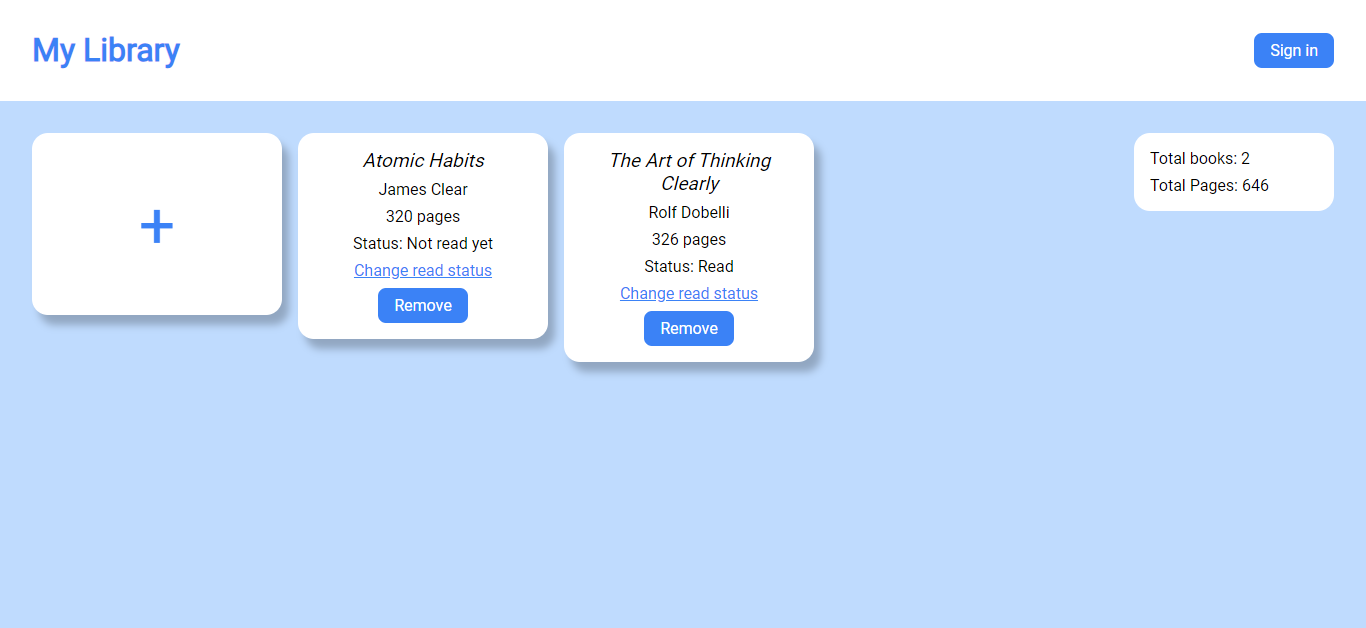 My Library
Sign in
+
Atomic Habits
James Clear
320 pages
Status: Not read yet
Change read status
Remove
The Art of Thinking
Clearly
Rolf Dobelli
326 pages
Status: Read
Change read status
Remove
Total books: 2
Total Pages: 646